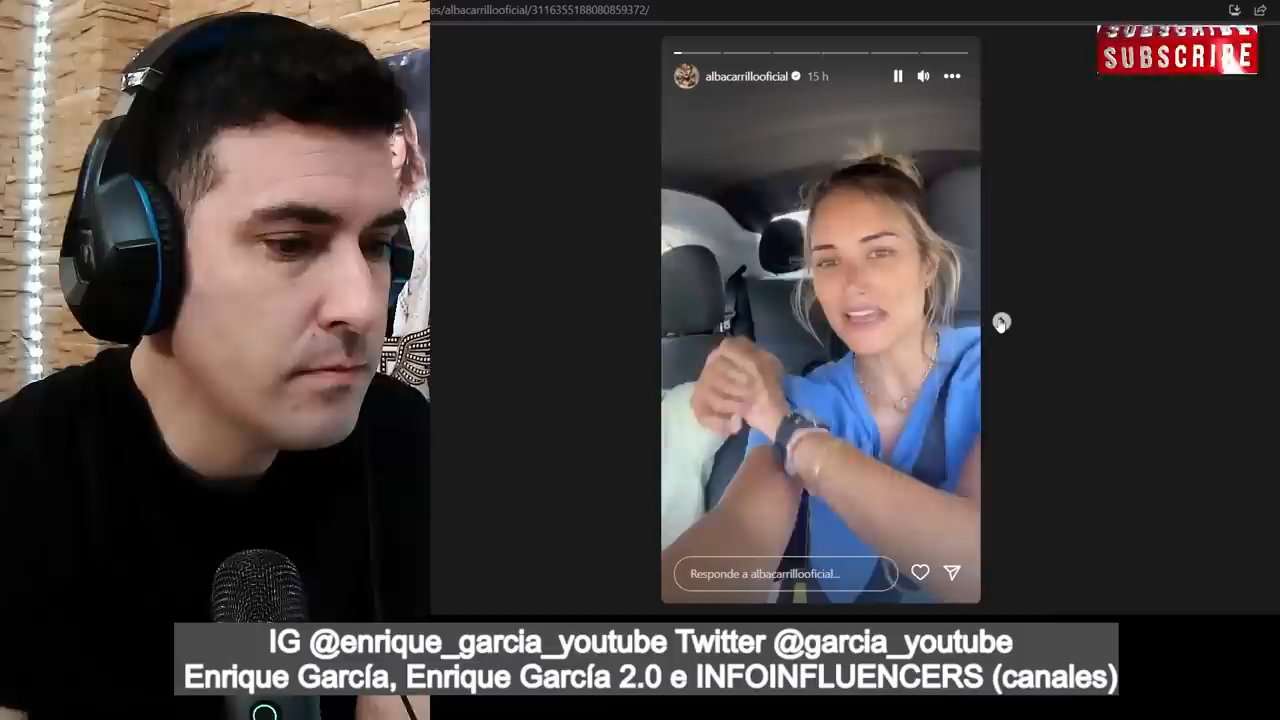 es/albacarrillooficial/3116355188080859372/
SUBSCRIBE
SUBSCRIBE
albacarrillooficial 15 h
Responde a albacarrillooficial...
IG @enrique_garcia_youtube Twitter @garcia_youtube
Enrique García, Enrique García 2.0 e INFOINFLUENCERS (canales)